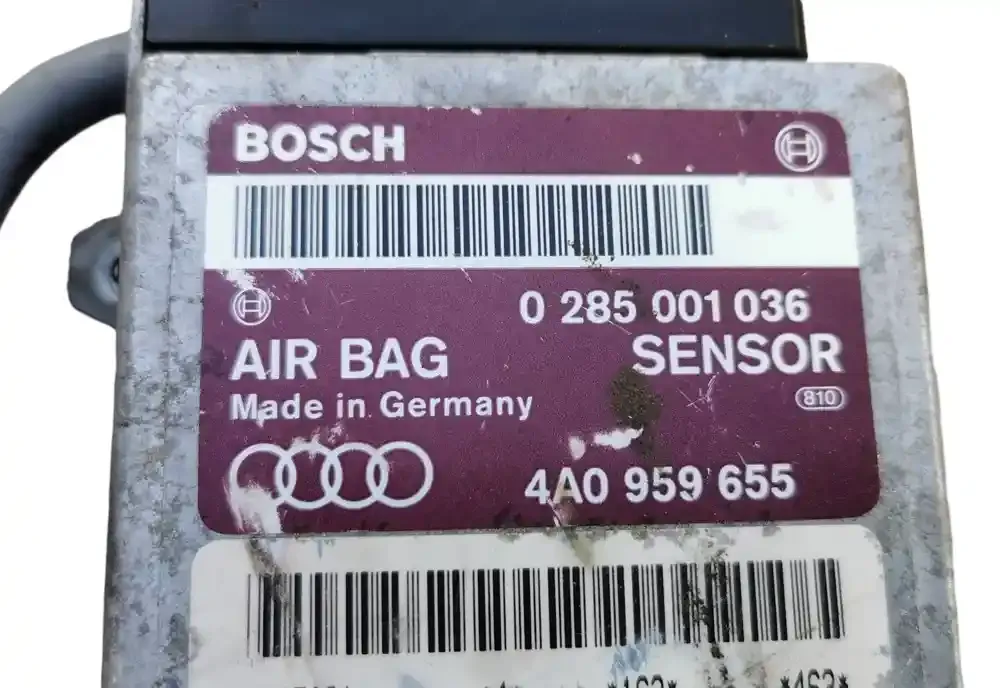 BOSCH
0 285 001 036
AIR BAG SENSOR
Made in Germany 810
4A0 959 655